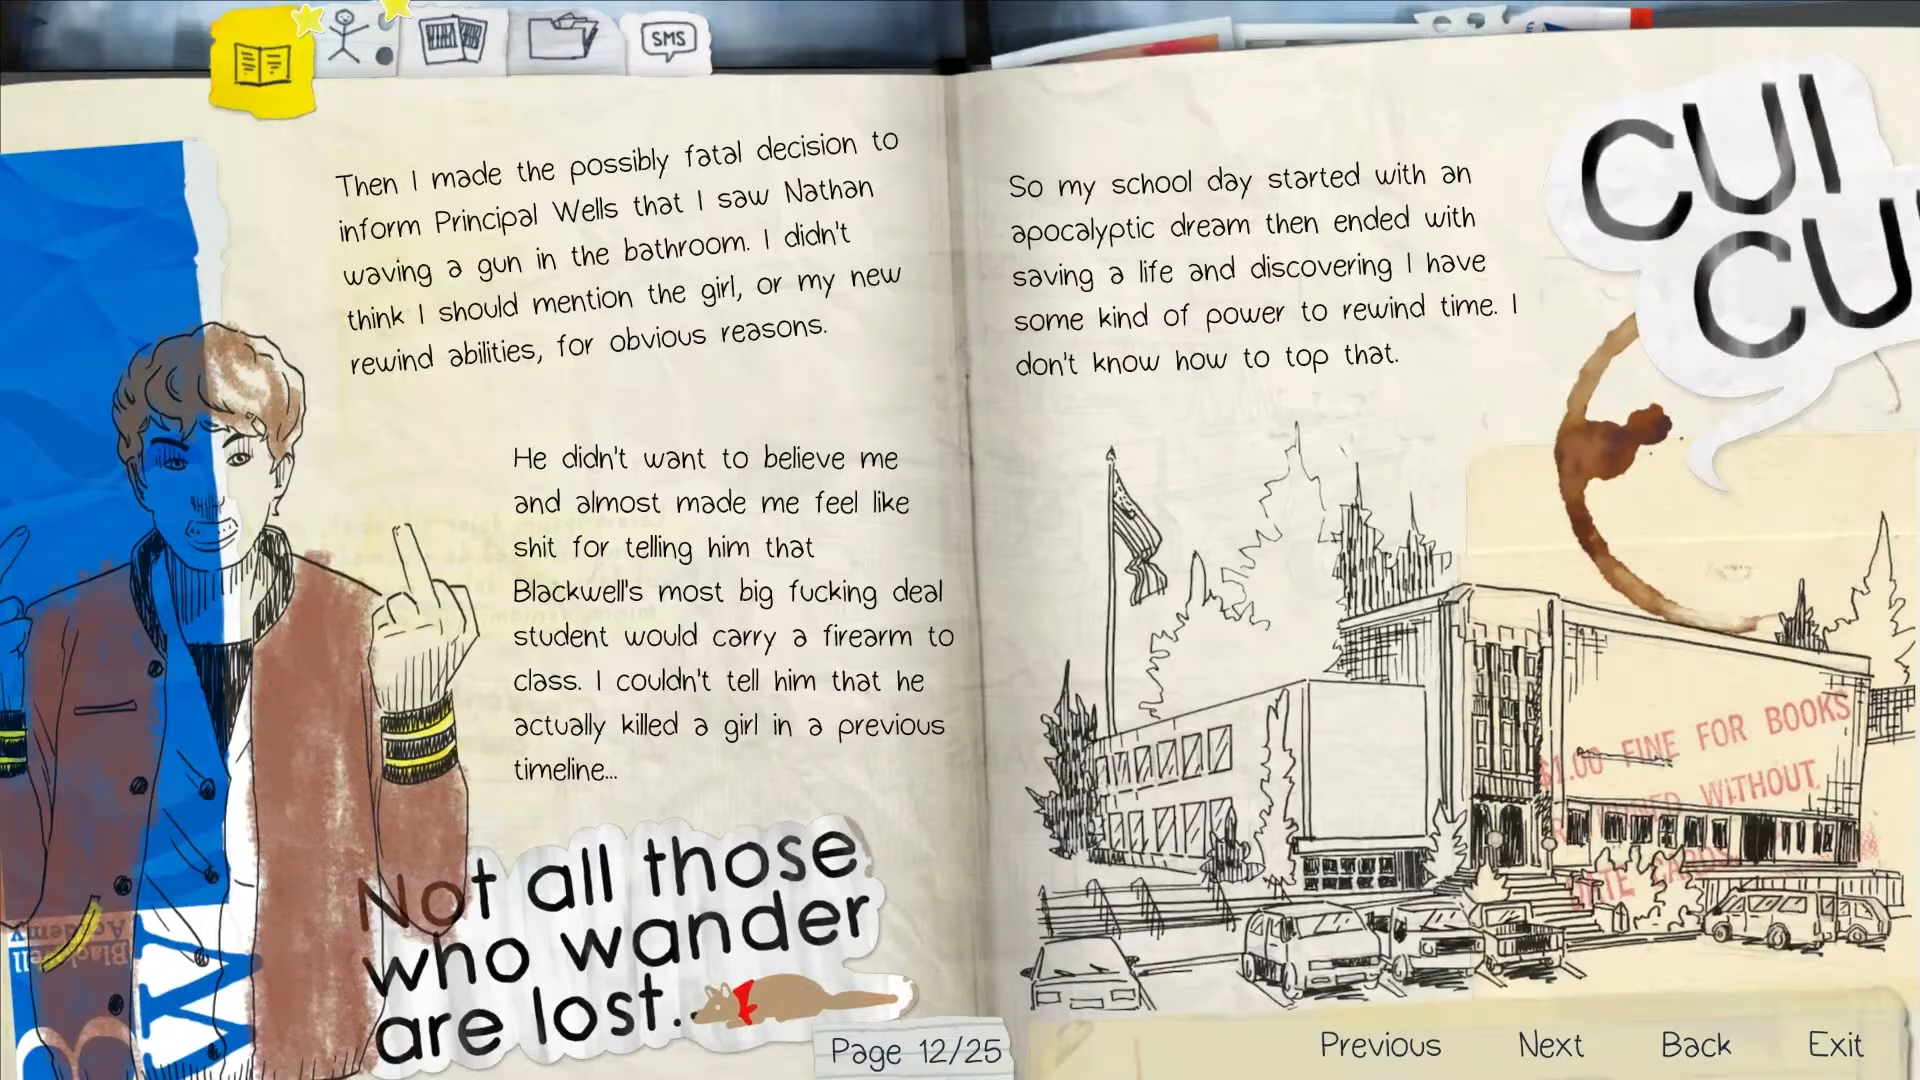 SMS
Then I made the possibly fatal decision to
inform Principal Wells that I saw Nathan
waving a gun in the bathroom. I didn't
think I should mention the girl, or my new
rewind abilities, for obvious reasons.
He didn't want to believe me
and almost made me feel like
shit for telling him that
Blackwell's most big fucking deal
student would carry a firearm to
class. I couldn't tell him that he
actually killed a girl in a previous
timeline...
Not all those
who wander
are lost..
Blackwell
Academy
Page 12/25
So my school day started with an
apocalyptic dream then ended with
saving a life and discovering I have
some kind of power to rewind time. I
don't know how to top that.
CUI
CU
$1.00 FINE FOR BOOKS
WITHOUT
Previous
Next
Back
Exit